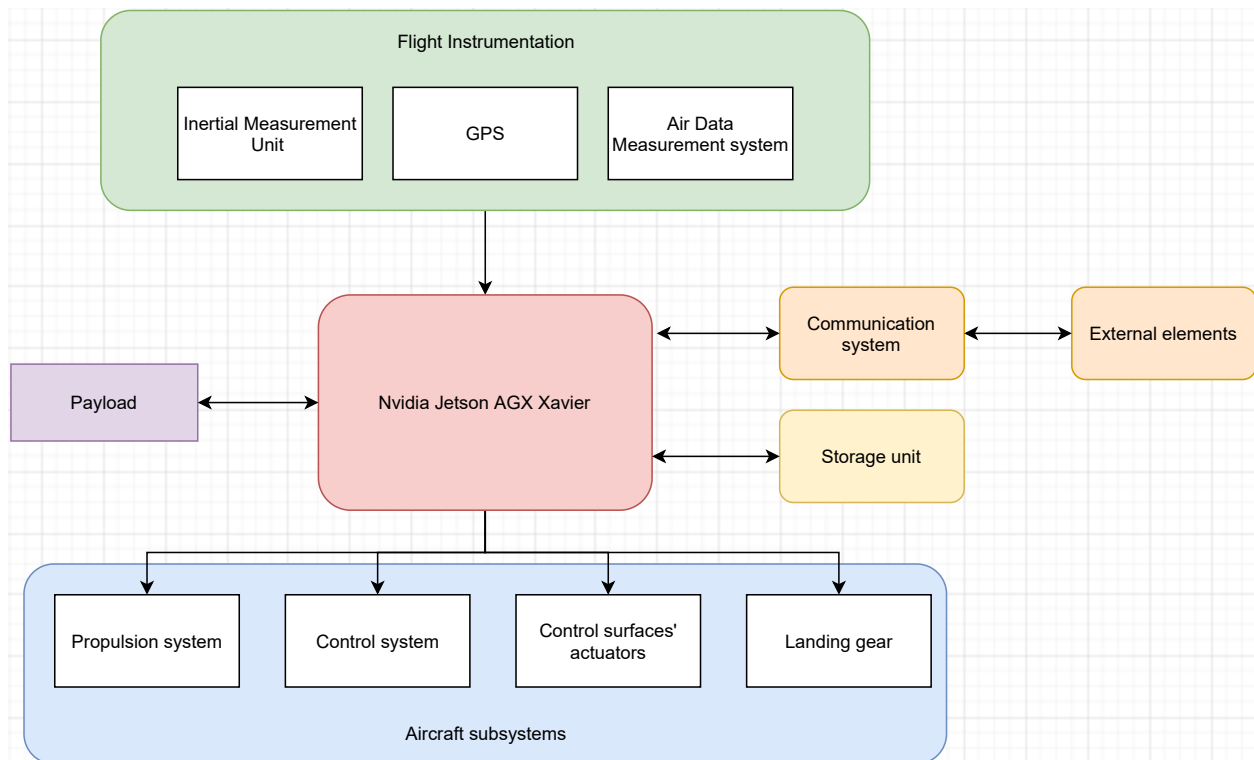 Flight Instrumentation
Inertial Measurement
Unit
GPS
Air Data
Measurement system
Communication
system
External elements
Payload
Nvidia Jetson AGX Xavier
Storage unit
Propulsion system
Control system
Control surfaces'
actuators
Landing gear
Aircraft subsystems